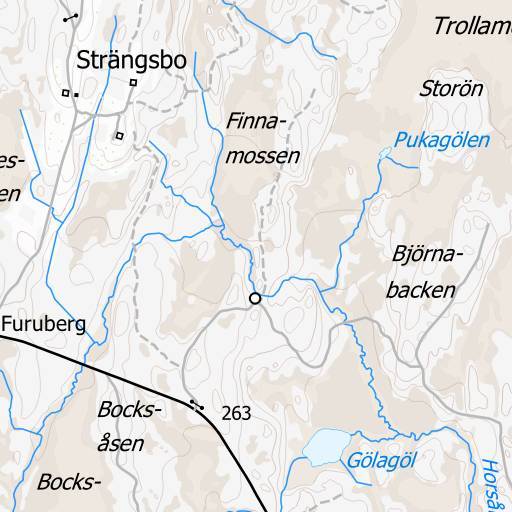 Trollam
Strängsbo
Storön
Finna-
mossen
Pukagölen
es-
en
Björna-
backen
Furuberg
Bocks-
åsen
263
Gölagöl
Bocks-
Horså